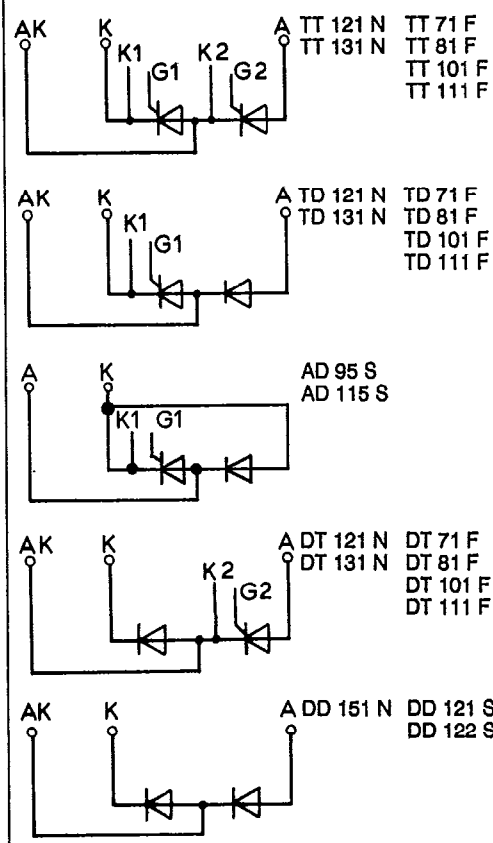 AK K A TT 121 N TT 71 F
K1 G1 K2 G2 TT 131 N TT 81 F
TT 101 F
TT 111 F
AK K A TD 121 N TD 71 F
K1 G1 TD 131 N TD 81 F
TD 101 F
TD 111 F
A K AD 95 S
K1 G1 AD 115 S
AK K A DT 121 N DT 71 F
K2 G2 DT 131 N DT 81 F
DT 101 F
DT 111 F
AK K A DD 151 N DD 121 S
DD 122 S